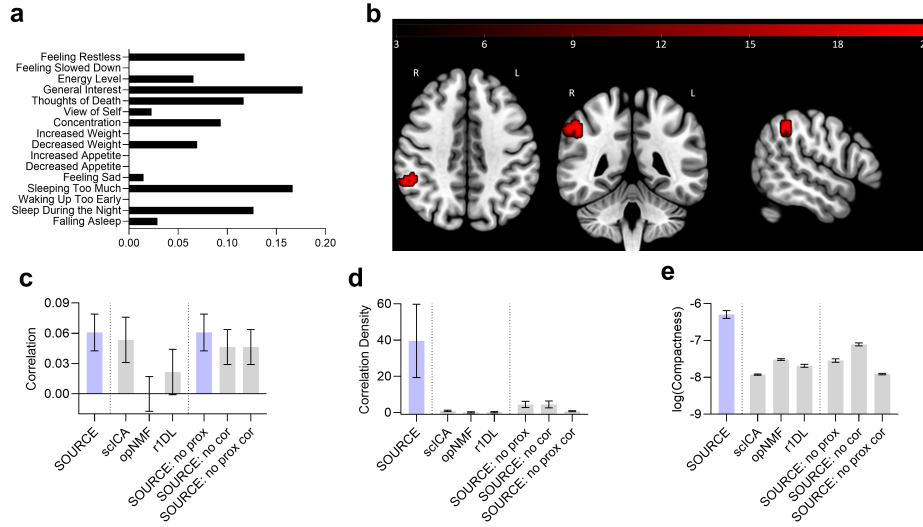 a
Feeling Restless
Feeling Slowed Down
Energy Level
General Interest
Thoughts of Death
View of Self
Concentration
Increased Weight
Decreased Weight
Increased Appetite
Decreased Appetite
Feeling Sad
Sleeping Too Much
Waking Up Too Early
Sleep During the Night
Falling Asleep
0.00 0.05 0.10 0.15 0.20
b
3 6 9 12 15 18
R L
R L
c
Correlation
0.09
0.06
0.03
0.00
SOURCE
scICA
opNMF
r1DL
SOURCE: no prox
SOURCE: no cor
SOURCE: no prox cor
d
Correlation Density
60
40
20
0
SOURCE
scICA
opNMF
r1DL
SOURCE: no prox
SOURCE: no cor
SOURCE: no prox cor
e
log(Compactness)
-6
-7
-8
-9
SOURCE
scICA
opNMF
r1DL
SOURCE: no prox
SOURCE: no cor
SOURCE: no prox cor